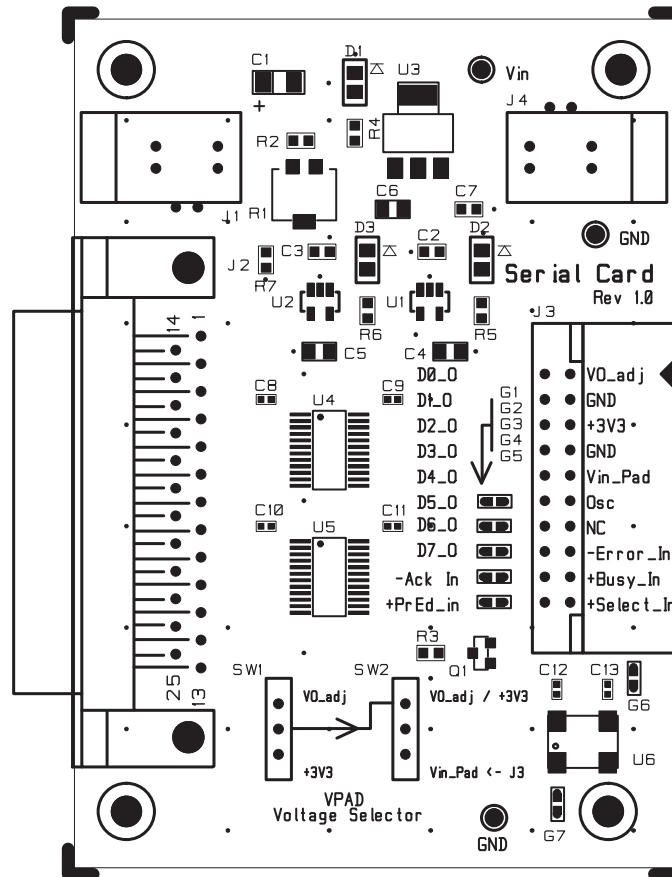 D1
C1
U3
Vin
J4
+
R4
R2
C6
C7
R1
J1
GND
D3
D2
C3
C2
J2
Serial Card
R7
Rev 1.0
U2
U1
J3
R6
R5
14
1
C5
C4
D0_O
VO_adj
C8
C9
G1
D1_O
GND
U4
G2
D2_O
G3
+3V3
G4
D3_O
G5
GND
D4_O
Vin_Pad
D5_O
Osc
C10
C11
D6_O
NC
U5
D7_O
-Error_In
-Ack In
+Busy_In
+PrEd_in
+Select_In
R3
SW1
SW2
Q1
C12
C13
25
13
VO_adj
VO_adj / +3V3
G6
+3V3
Vin_Pad <- J3
U6
VPAD
Voltage Selector
G7
GND